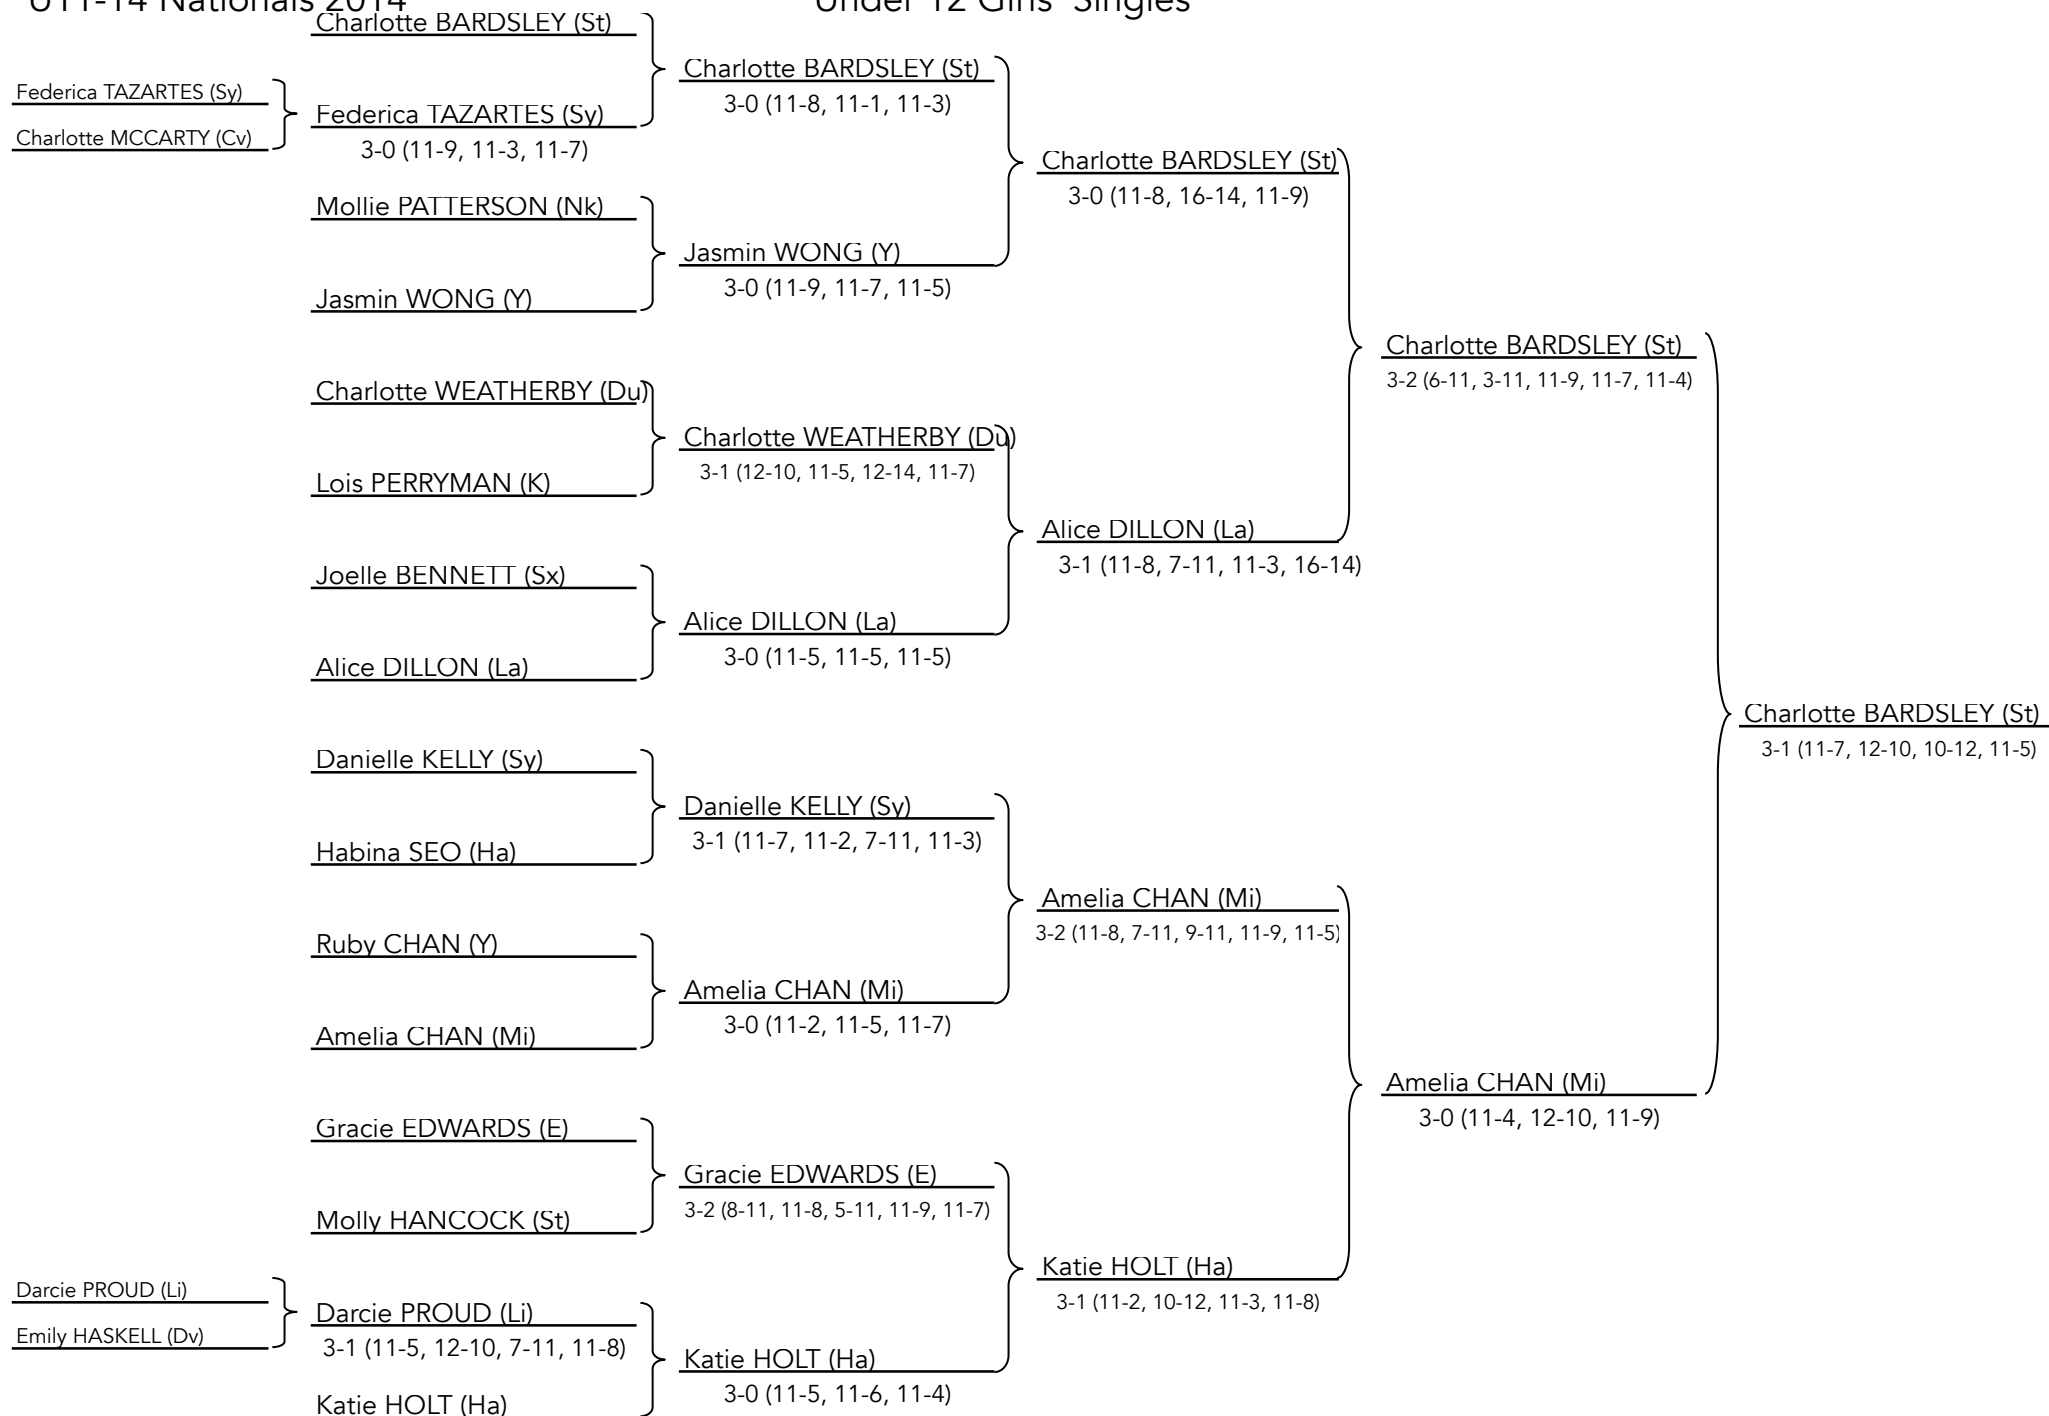 U11-14 Nationals 2014
Under 12 Girls' Singles
Federica TAZARTES (Sy)
Charlotte MCCARTY (Cv)
Darcie PROUD (Li)
Emily HASKELL (Dv)
Charlotte BARDSLEY (St)
Federica TAZARTES (Sy)
3-0 (11-9, 11-3, 11-7)
Mollie PATTERSON (Nk)
Jasmin WONG (Y)
Charlotte WEATHERBY (Du)
Lois PERRYMAN (K)
Joelle BENNETT (Sx)
Alice DILLON (La)
Danielle KELLY (Sy)
Habina SEO (Ha)
Ruby CHAN (Y)
Amelia CHAN (Mi)
Gracie EDWARDS (E)
Molly HANCOCK (St)
Darcie PROUD (Li)
3-1 (11-5, 12-10, 7-11, 11-8)
Katie HOLT (Ha)
Charlotte BARDSLEY (St)
3-0 (11-8, 11-1, 11-3)
Jasmin WONG (Y)
3-0 (11-9, 11-7, 11-5)
Charlotte WEATHERBY (Du)
3-1 (12-10, 11-5, 12-14, 11-7)
Alice DILLON (La)
3-0 (11-5, 11-5, 11-5)
Danielle KELLY (Sy)
3-1 (11-7, 11-2, 7-11, 11-3)
Amelia CHAN (Mi)
3-0 (11-2, 11-5, 11-7)
Gracie EDWARDS (E)
3-2 (8-11, 11-8, 5-11, 11-9, 11-7)
Katie HOLT (Ha)
3-0 (11-5, 11-6, 11-4)
Charlotte BARDSLEY (St)
3-0 (11-8, 16-14, 11-9)
Alice DILLON (La)
3-1 (11-8, 7-11, 11-3, 16-14)
Amelia CHAN (Mi)
3-2 (11-8, 7-11, 9-11, 11-9, 11-5)
Katie HOLT (Ha)
3-1 (11-2, 10-12, 11-3, 11-8)
Charlotte BARDSLEY (St)
3-2 (6-11, 3-11, 11-9, 11-7, 11-4)
Amelia CHAN (Mi)
3-0 (11-4, 12-10, 11-9)
Charlotte BARDSLEY (St)
3-1 (11-7, 12-10, 10-12, 11-5)